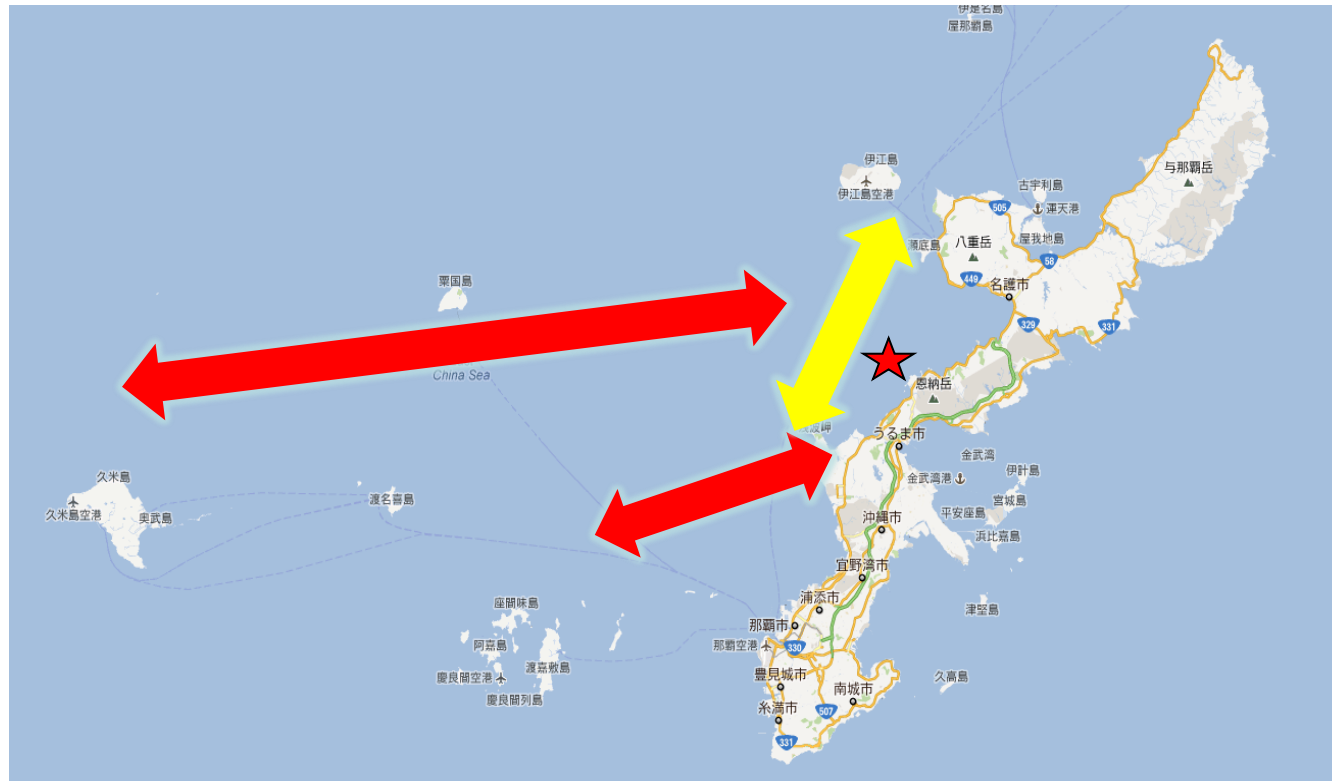 伊是名島
屋那覇島
与那覇岳
伊江島
伊江島空港
古宇利島
運天港
505
屋我地島
瀬底島
八重岳
58
449
名護市
329
331
粟国島
China Sea
恩納岳
うるま市
金武湾
伊計島
金武湾港
宮城島
平安座島
浜比嘉島
沖縄市
宜野湾市
久米島
久米島空港
奥武島
渡名喜島
浦添市
津堅島
座間味島
那覇市
那覇空港
330
阿嘉島
渡嘉敷島
慶良間空港
慶良間列島
豊見城市
南城市
久高島
糸満市
507
331